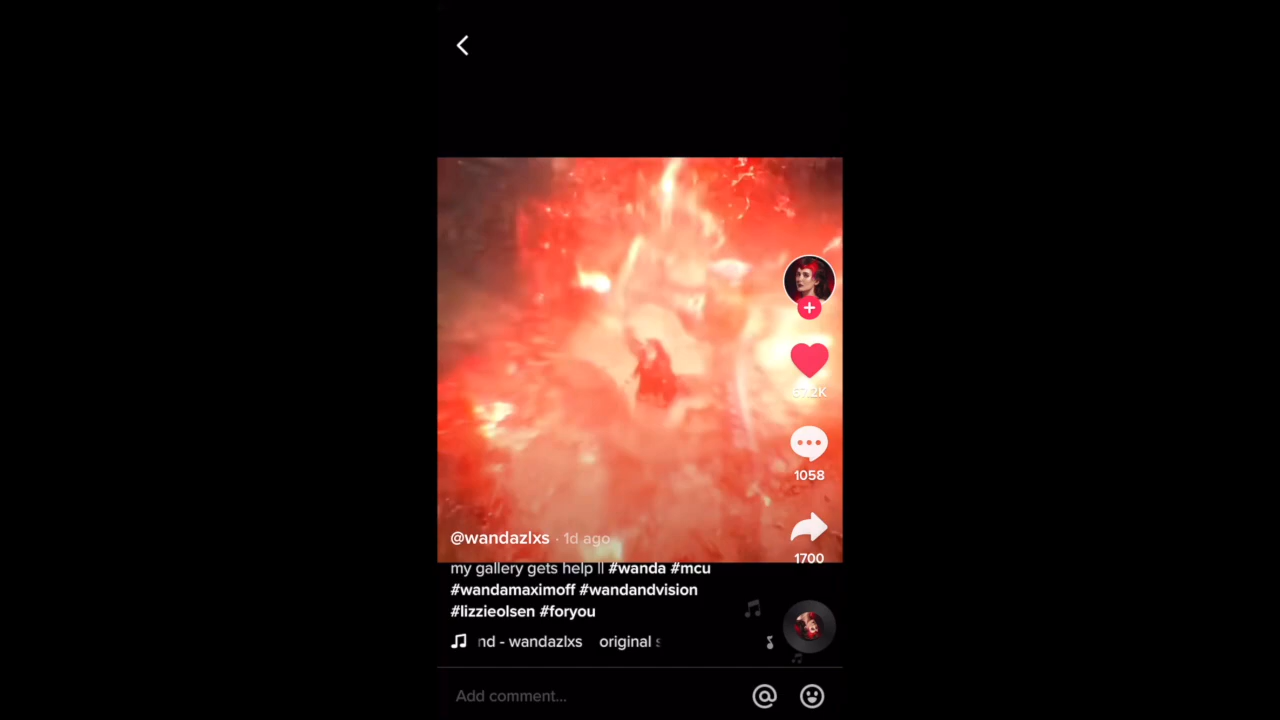 1058
@wandazlxs · 1d ago
1700
my gallery gets help || #wanda #mcu
#wandamaximoff #wandandvision
#lizzieolsen #foryou
nd - wandazlxs original
Add comment...